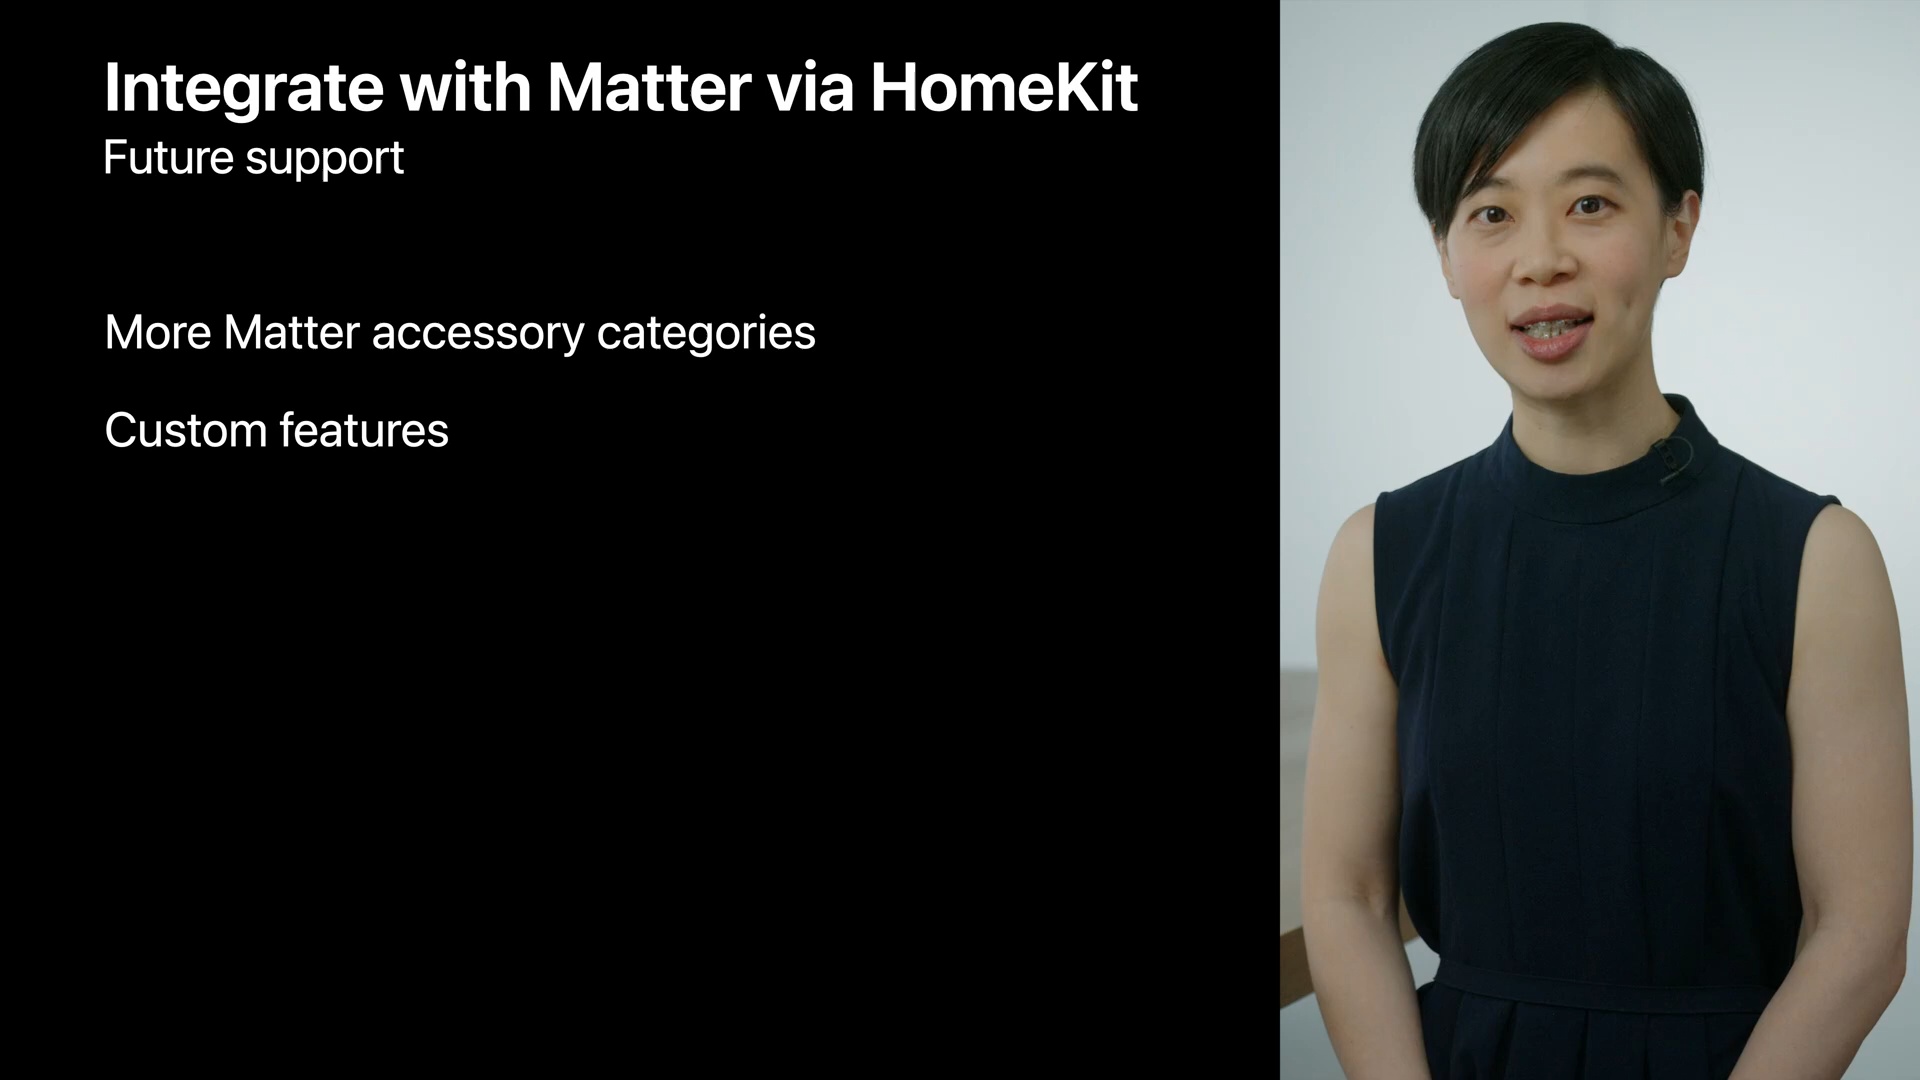 Integrate with Matter via HomeKit
Future support
More Matter accessory categories
Custom features